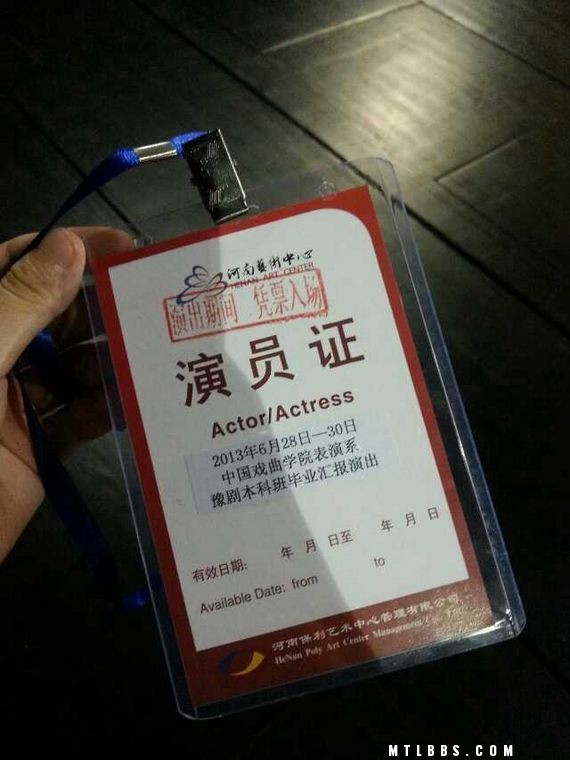 河南藝術中心
HENAN ART CENTER
演出期间 凭票入场
演员证
Actor/Actress
2013年6月28日—30日
中国戏曲学院表演系
豫剧本科班毕业汇报演出
有效日期: 年 月 日至 年 月 日
Available Date: from to
河南保利艺术中心管理有限公司
HeNan Poly Art Center Management
MTLBBS.COM